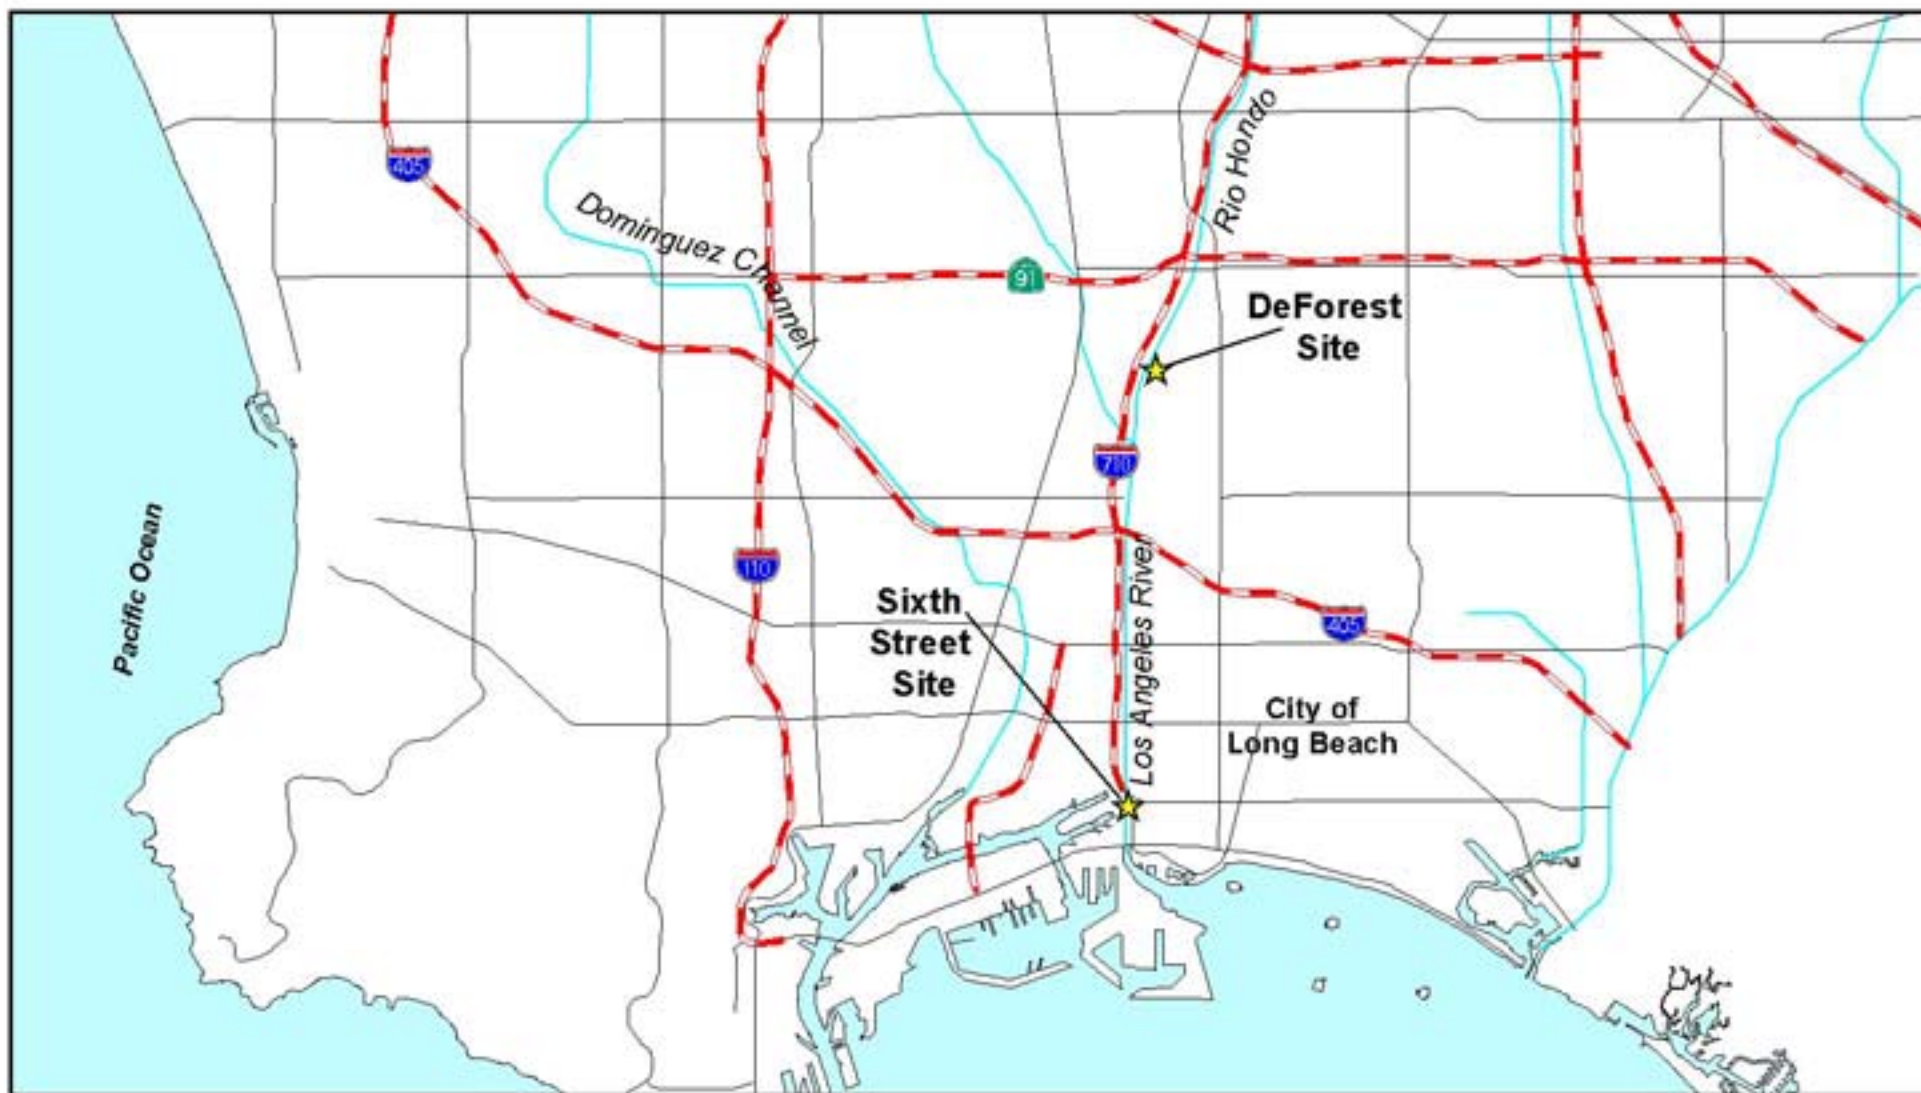 405
Dominguez Channel
Rio Hondo
91
DeForest
Site
710
Pacific Ocean
110
Los Angeles River
Sixth
Street
Site
405
City of
Long Beach